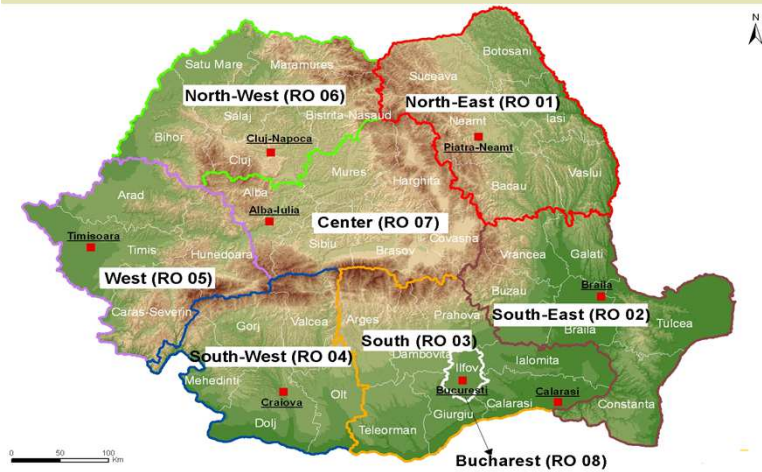 N
Botosani
Satu Mare
Maramures
Suceava
North-West (RO 06)
North-East (RO 01)
Salaj
Bistrita-Nasaud
Neamt
Iasi
Bihor
Cluj-Napoca
Piatra-Neamt
Cluj
Mures
Harghita
Bacau
Vaslui
Arad
Alba
Alba-Iulia
Center (RO 07)
Timisoara
Covasna
Timis
Hunedoara
Sibiu
Brasov
Vrancea
Galati
West (RO 05)
Buzau
Braila
Caras-Severin
Gorj
Valcea
Arges
Prahova
South-East (RO 02)
Tulcea
South-West (RO 04)
South (RO 03)
Braila
Dambovita
Ilfov
Ialomita
Mehedinti
Craiova
Olt
Bucuresti
Calarasi
Calarasi
Constanta
Dolj
Teleorman
Giurgiu
Bucharest (RO 08)
0 50 100
Km